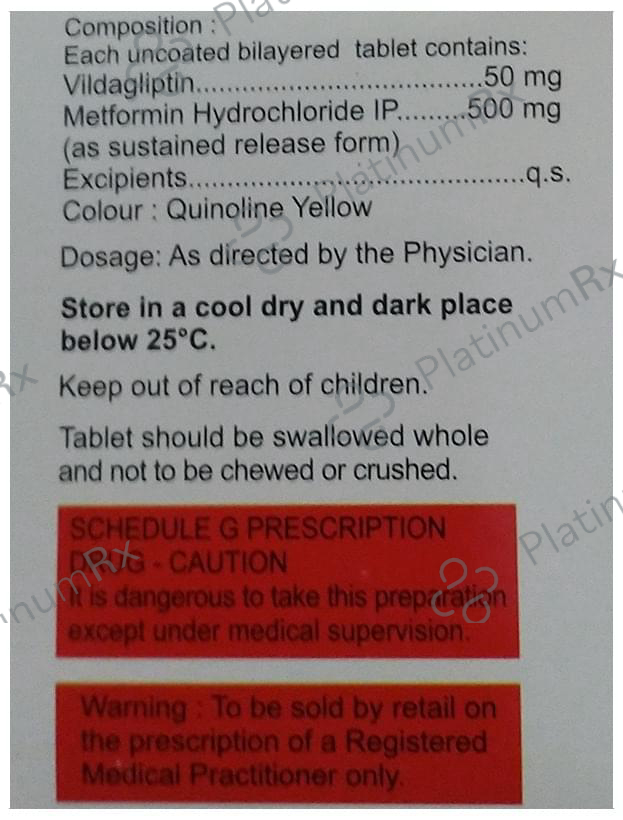 Composition :
Each uncoated bilayered tablet contains:
Vildagliptin....................................50 mg
Metformin Hydrochloride IP.........500 mg
(as sustained release form)
Excipients..........................................q.s.
Colour : Quinoline Yellow
Dosage: As directed by the Physician.
Store in a cool dry and dark place
below 25°C.
Keep out of reach of children.
Tablet should be swallowed whole
and not to be chewed or crushed.
SCHEDULE G PRESCRIPTION
DRUG - CAUTION
It is dangerous to take this preparation
except under medical supervision.
Warning : To be sold by retail on
the prescription of a Registered
Medical Practitioner only.
PlatinumRx
PlatinumRx